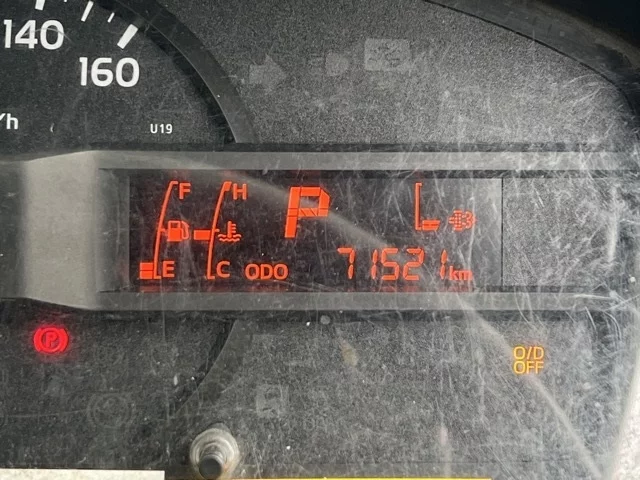 140
160
/h
U19
F H P L
E C ODO 71521 km
P
O/D
OFF